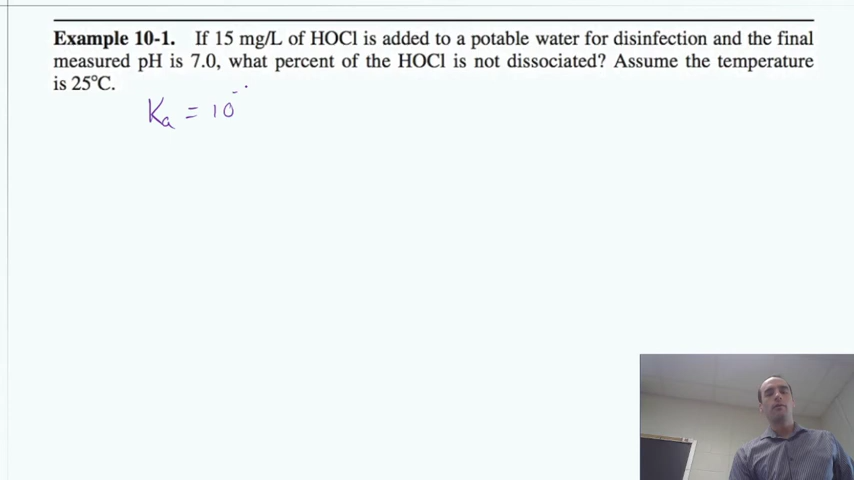 Example 10-1. If 15 mg/L of HOCl is added to a potable water for disinfection and the final
measured pH is 7.0, what percent of the HOCl is not dissociated? Assume the temperature
is 25°C.
Kₐ = 10⁻